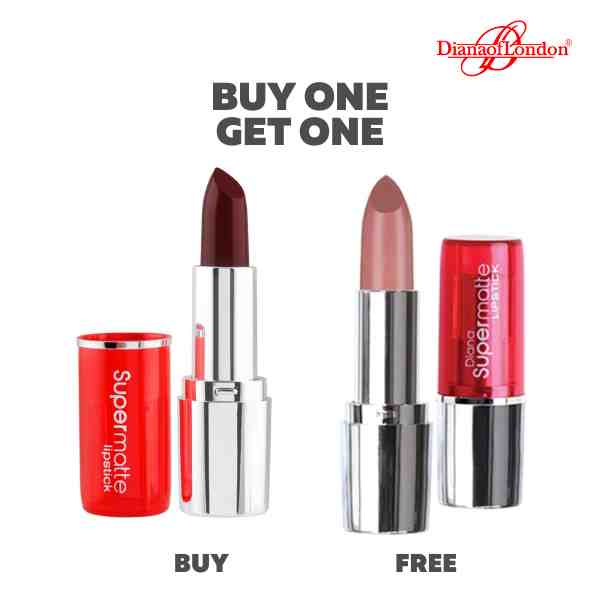 DianaofLondon®
BUY ONE
GET ONE
Supermatte
lipstick
Diana
Supermatte
LIPSTICK
BUY
FREE